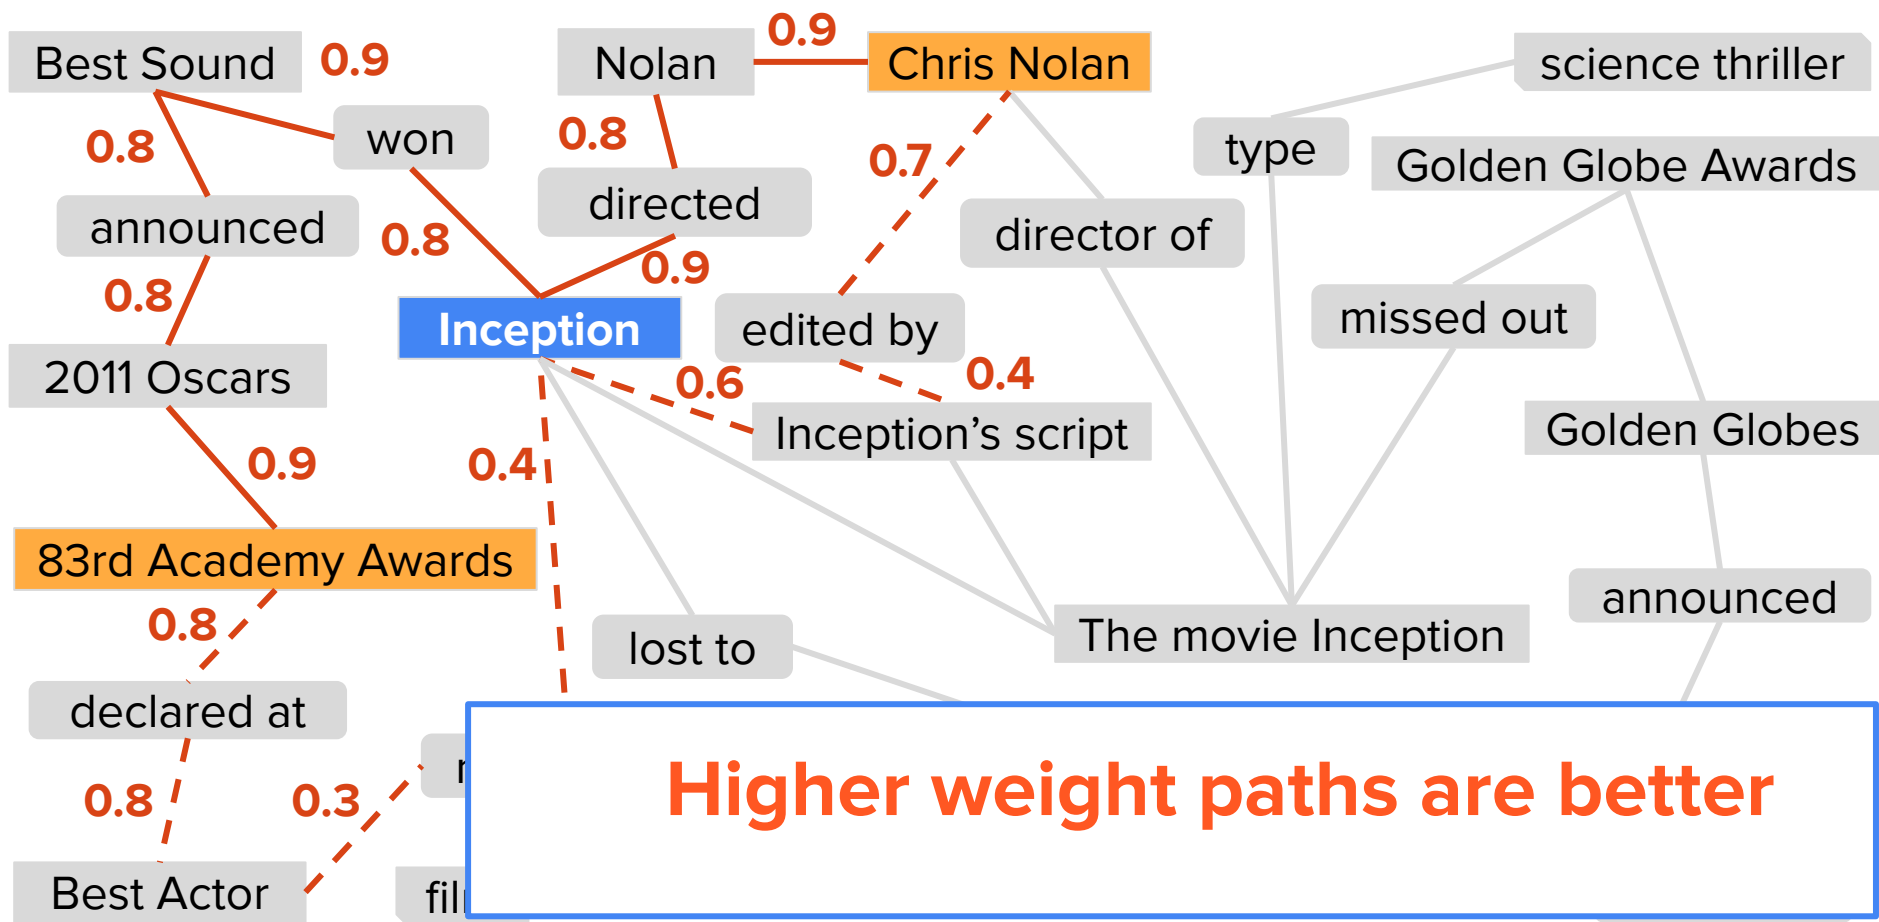 Best Sound
0.9
Nolan
0.9
Chris Nolan
science thriller
0.8
won
0.8
0.7
type
Golden Globe Awards
announced
0.8
directed
director of
0.8
0.9
missed out
Inception
edited by
2011 Oscars
0.6
0.4
Inception's script
Golden Globes
0.9
0.4
83rd Academy Awards
0.8
lost to
The movie Inception
announced
declared at
0.8
0.3
Higher weight paths are better
Best Actor